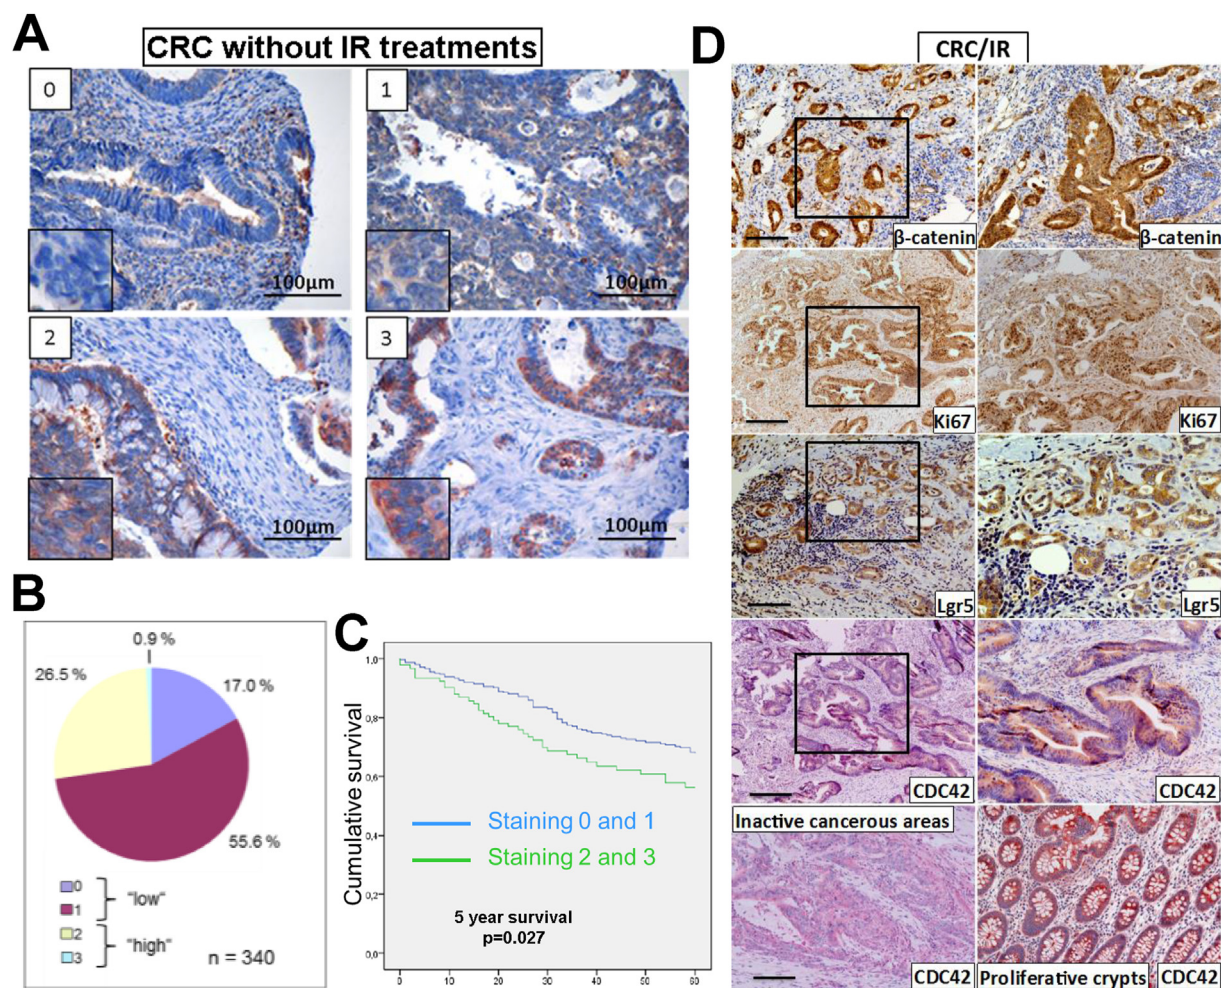 A
CRC without IR treatments
0
100µm
1
100µm
2
100µm
3
100µm
B
0.9 %
26.5 %
17.0 %
55.6 %
0
1
"low"
2
3
"high"
n = 340
C
Cumulative survival
1,0
0,8
0,6
0,4
0,2
0,0
Staining 0 and 1
Staining 2 and 3
5 year survival
p=0.027
0 10 20 30 40 50 60
D
CRC/IR
β-catenin
β-catenin
Ki67
Ki67
Lgr5
Lgr5
CDC42
CDC42
Inactive cancerous areas
CDC42
Proliferative crypts
CDC42